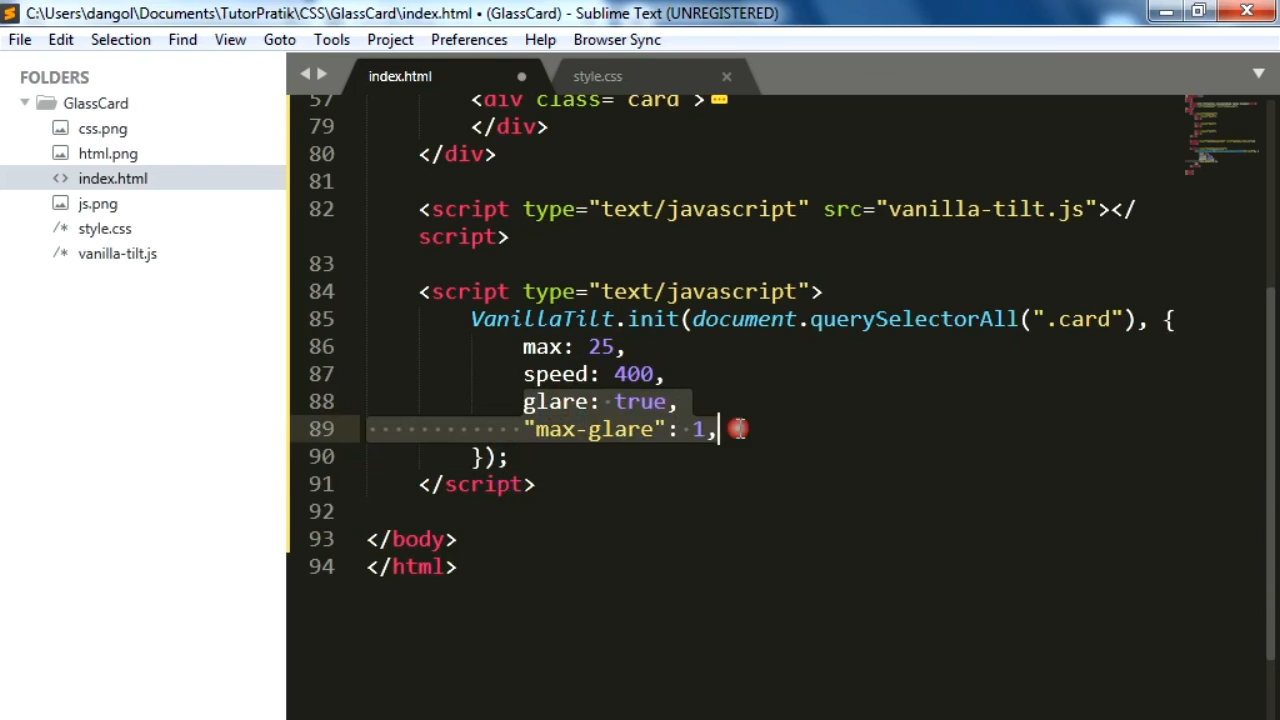 C:\Users\dangol\Documents\TutorPratik\CSS\GlassCard\index.html • (GlassCard) - Sublime Text (UNREGISTERED)
File Edit Selection Find View Goto Tools Project Preferences Help Browser Sync
FOLDERS
GlassCard
css.png
html.png
index.html
js.png
style.css
vanilla-tilt.js
index.html style.css
57 <div class="card">
79 </div>
80 </div>
81
82 <script type="text/javascript" src="vanilla-tilt.js"></
script>
83
84 <script type="text/javascript">
85 VanillaTilt.init(document.querySelectorAll(".card"), {
86 max: 25,
87 speed: 400,
88 glare: true,
89 "max-glare": 1,
90 });
91 </script>
92
93 </body>
94 </html>